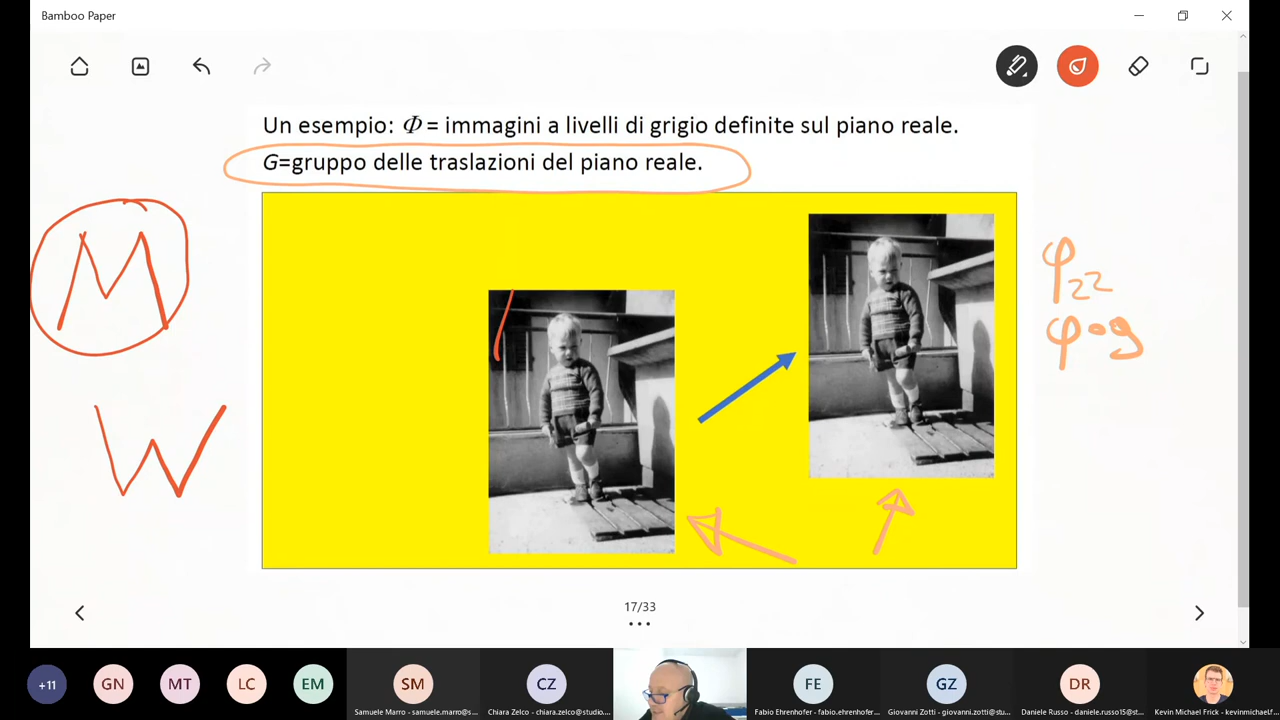 Bamboo Paper
Un esempio: Φ = immagini a livelli di grigio definite sul piano reale.
G=gruppo delle traslazioni del piano reale.
M
W
φ
φ∘g
17/33
+11
GN
MT
LC
EM
SM
CZ
FE
GZ
DR
Samuele Marro - samuele.marro@s...
Chiara Zelco - chiara.zelco@studio....
Fabio Ehrenhofer - fabio.ehrenhofer...
Giovanni Zotti - giovanni.zotti@stu...
Daniele Russo - daniele.russo15@st...
Kevin Michael Frick - kevinmichael.f...